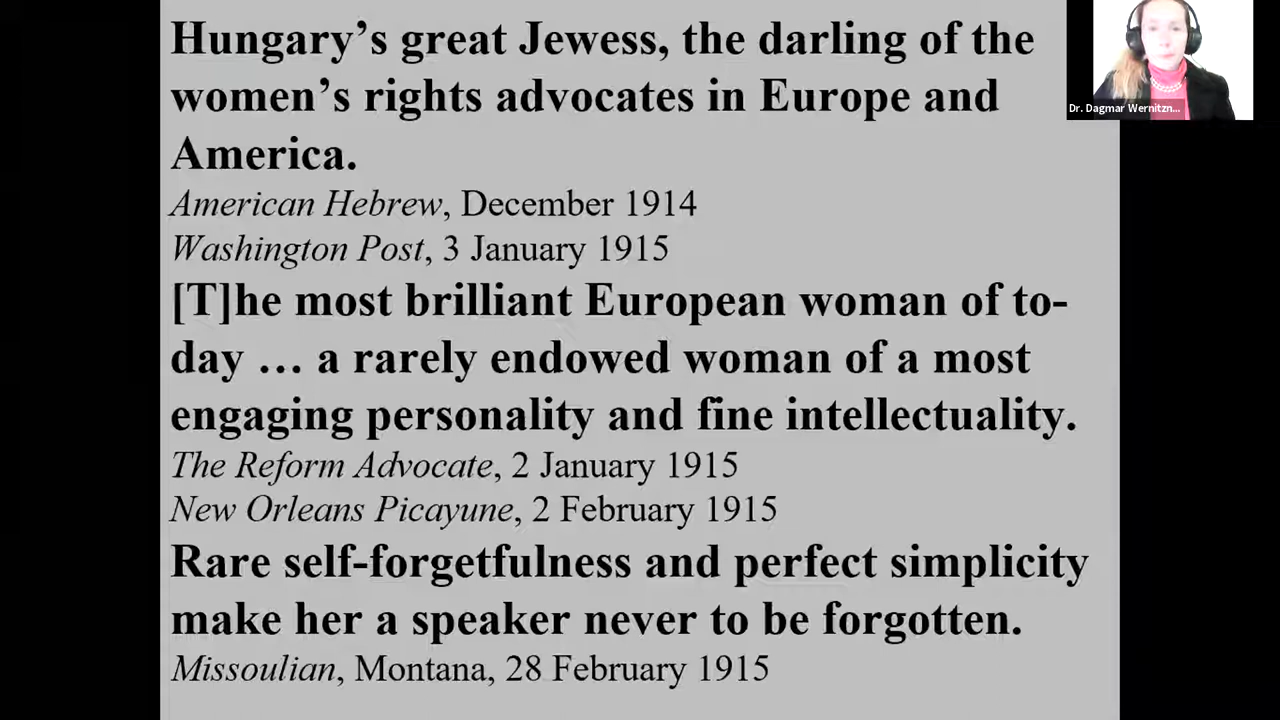 Hungary’s great Jewess, the darling of the
women’s rights advocates in Europe and
America.
American Hebrew, December 1914
Washington Post, 3 January 1915
[T]he most brilliant European woman of to-
day … a rarely endowed woman of a most
engaging personality and fine intellectuality.
The Reform Advocate, 2 January 1915
New Orleans Picayune, 2 February 1915
Rare self-forgetfulness and perfect simplicity
make her a speaker never to be forgotten.
Missoulian, Montana, 28 February 1915
Dr. Dagmar Wernitzn...